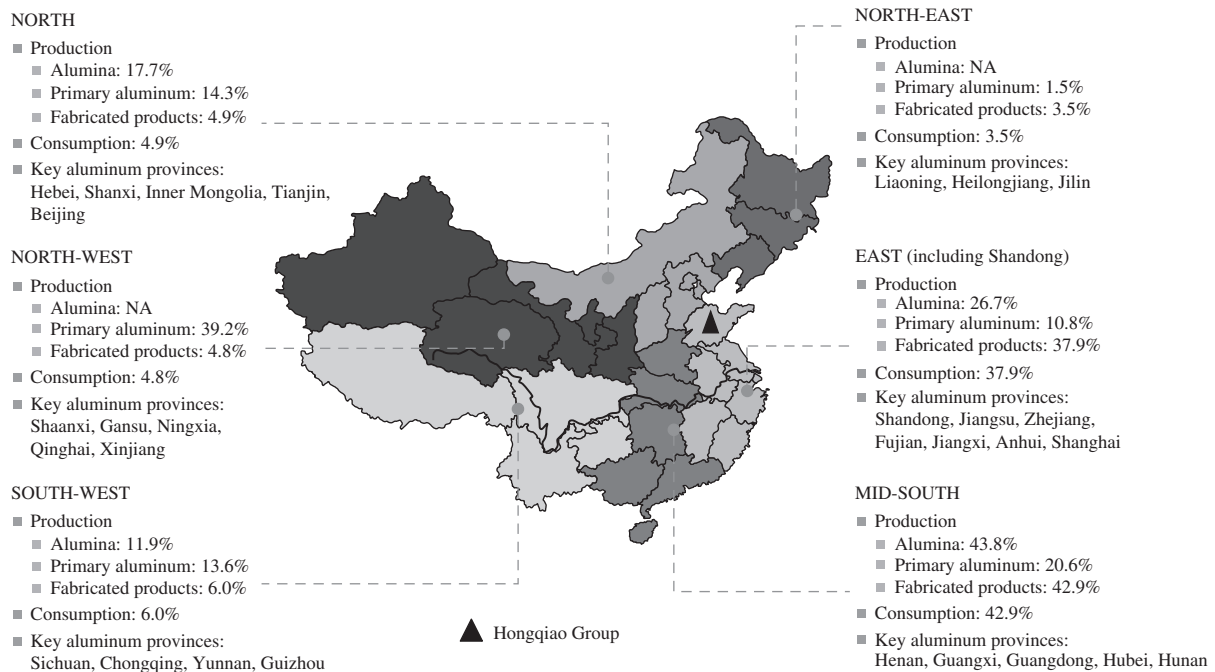 NORTH
Production
Alumina: 17.7%
Primary aluminum: 14.3%
Fabricated products: 4.9%
Consumption: 4.9%
Key aluminum provinces:
Hebei, Shanxi, Inner Mongolia, Tianjin,
Beijing
NORTH-WEST
Production
Alumina: NA
Primary aluminum: 39.2%
Fabricated products: 4.8%
Consumption: 4.8%
Key aluminum provinces:
Shaanxi, Gansu, Ningxia,
Qinghai, Xinjiang
SOUTH-WEST
Production
Alumina: 11.9%
Primary aluminum: 13.6%
Fabricated products: 6.0%
Consumption: 6.0%
Key aluminum provinces:
Sichuan, Chongqing, Yunnan, Guizhou
Hongqiao Group
NORTH-EAST
Production
Alumina: NA
Primary aluminum: 1.5%
Fabricated products: 3.5%
Consumption: 3.5%
Key aluminum provinces:
Liaoning, Heilongjiang, Jilin
EAST (including Shandong)
Production
Alumina: 26.7%
Primary aluminum: 10.8%
Fabricated products: 37.9%
Consumption: 37.9%
Key aluminum provinces:
Shandong, Jiangsu, Zhejiang,
Fujian, Jiangxi, Anhui, Shanghai
MID-SOUTH
Production
Alumina: 43.8%
Primary aluminum: 20.6%
Fabricated products: 42.9%
Consumption: 42.9%
Key aluminum provinces:
Henan, Guangxi, Guangdong, Hubei, Hunan